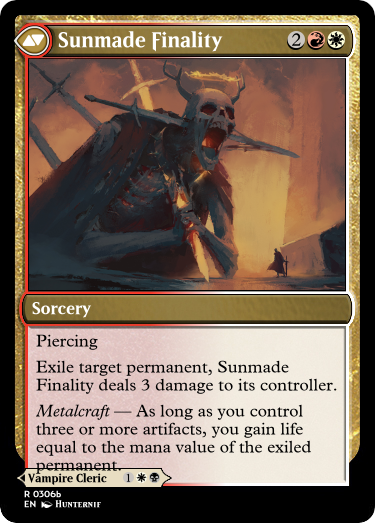 Sunmade Finality 2
Sorcery
Piercing
Exile target permanent, Sunmade
Finality deals 3 damage to its controller.
Metalcraft — As long as you control
three or more artifacts, you gain life
equal to the mana value of the exiled
permanent.
Vampire Cleric 1
R 0306b
EN Hunternif